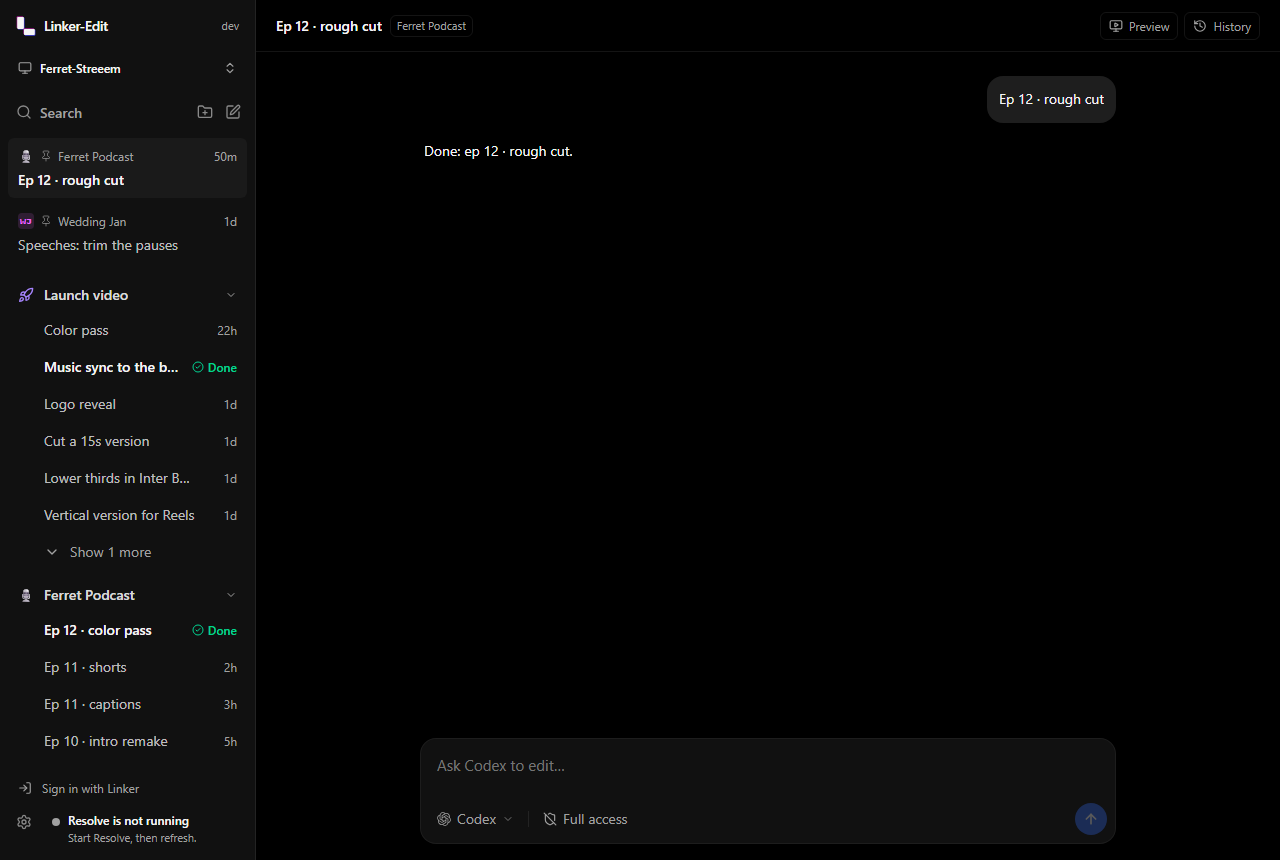 Linker-Edit
dev
Ferret-Streeem
Search
Ferret Podcast
50m
Ep 12 · rough cut
WJ
Wedding Jan
1d
Speeches: trim the pauses
Launch video
Color pass
22h
Music sync to the b...
Done
Logo reveal
1d
Cut a 15s version
1d
Lower thirds in Inter B...
1d
Vertical version for Reels
1d
Show 1 more
Ferret Podcast
Ep 12 · color pass
Done
Ep 11 · shorts
2h
Ep 11 · captions
3h
Ep 10 · intro remake
5h
Sign in with Linker
Resolve is not running
Start Resolve, then refresh.
Ep 12 · rough cut
Ferret Podcast
Preview
History
Ep 12 · rough cut
Done: ep 12 · rough cut.
Ask Codex to edit...
Codex
Full access